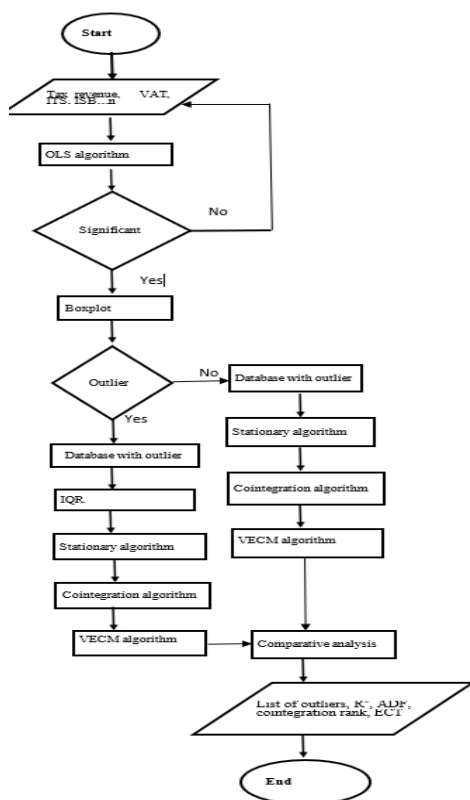 Start
Tax revenue, VAT,
ITS, ISB...n
OLS algorithm
Significant
No
Yes
Boxplot
Outlier
No
Yes
Database with outlier
IQR
Stationary algorithm
Cointegration algorithm
VECM algorithm
Database with outlier
Stationary algorithm
Cointegration algorithm
VECM algorithm
Comparative analysis
List of outliers, ADF,
cointegration rank, ECT
End